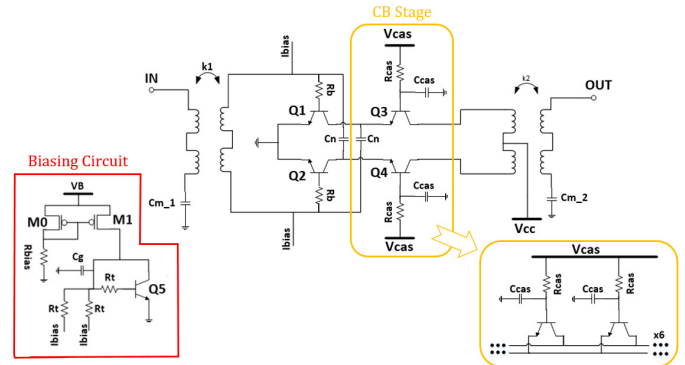 CB Stage
Vcas
Ibias
k1
IN
Rcas
Ccas
k2
OUT
Rb
Q1
Q3
Cn
Cn
Q2
Q4
Rb
Ccas
Rcas
Cm_1
Cm_2
Ibias
Vcas
Vcc
Biasing Circuit
VB
M0
M1
Rbias
Cg
Rt
Q5
Rt
Rt
Ibias
Ibias
Vcas
Rcas
Rcas
Ccas
Ccas
x6